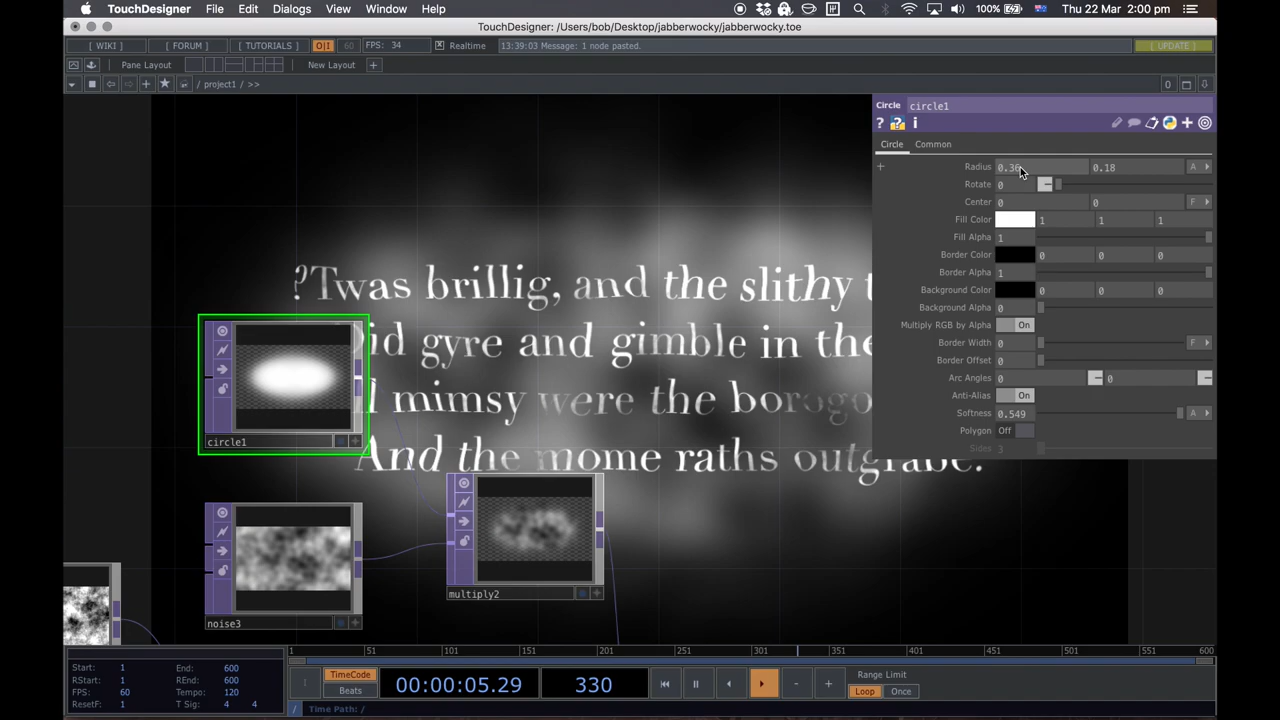 TouchDesigner File Edit Dialogs View Window Help 100% Thu 22 Mar 2:00 pm
TouchDesigner: /Users/bob/Desktop/jabberwocky/jabberwocky.toe
[ WIKI ] [ FORUM ] [ TUTORIALS ] O|I 60 FPS: 34 Realtime 13:39:03 Message: 1 node pasted. [ UPDATE ]
Pane Layout New Layout +
/ project1 / >> 0
Circle circle1
? ? i
Circle Common
+ Radius 0.36 0.18 A
Rotate 0
Center 0 0 F
Fill Color 1 1 1
Fill Alpha 1
Border Color 0 0 0
Border Alpha 1
Background Color 0 0 0
Background Alpha 0
Multiply RGB by Alpha On
Border Width 0 F
Border Offset 0
Arc Angles 0 0
Anti-Alias On
Softness 0.549 A
Polygon Off
Sides 3
?'Twas brillig, and the slithy t
Did gyre and gimble in the
mimsy were the borogo
And the mome raths outgrabe.
circle1
noise3
multiply2
1 51 101 151 201 251 301 351 401 451 501 551 600
Start: 1 End: 600
RStart: 1 REnd: 600
FPS: 60 Tempo: 120
ResetF: 1 T Sig: 4 4
TimeCode
Beats
00:00:05.29 330
Range Limit
Loop Once
/ Time Path: /